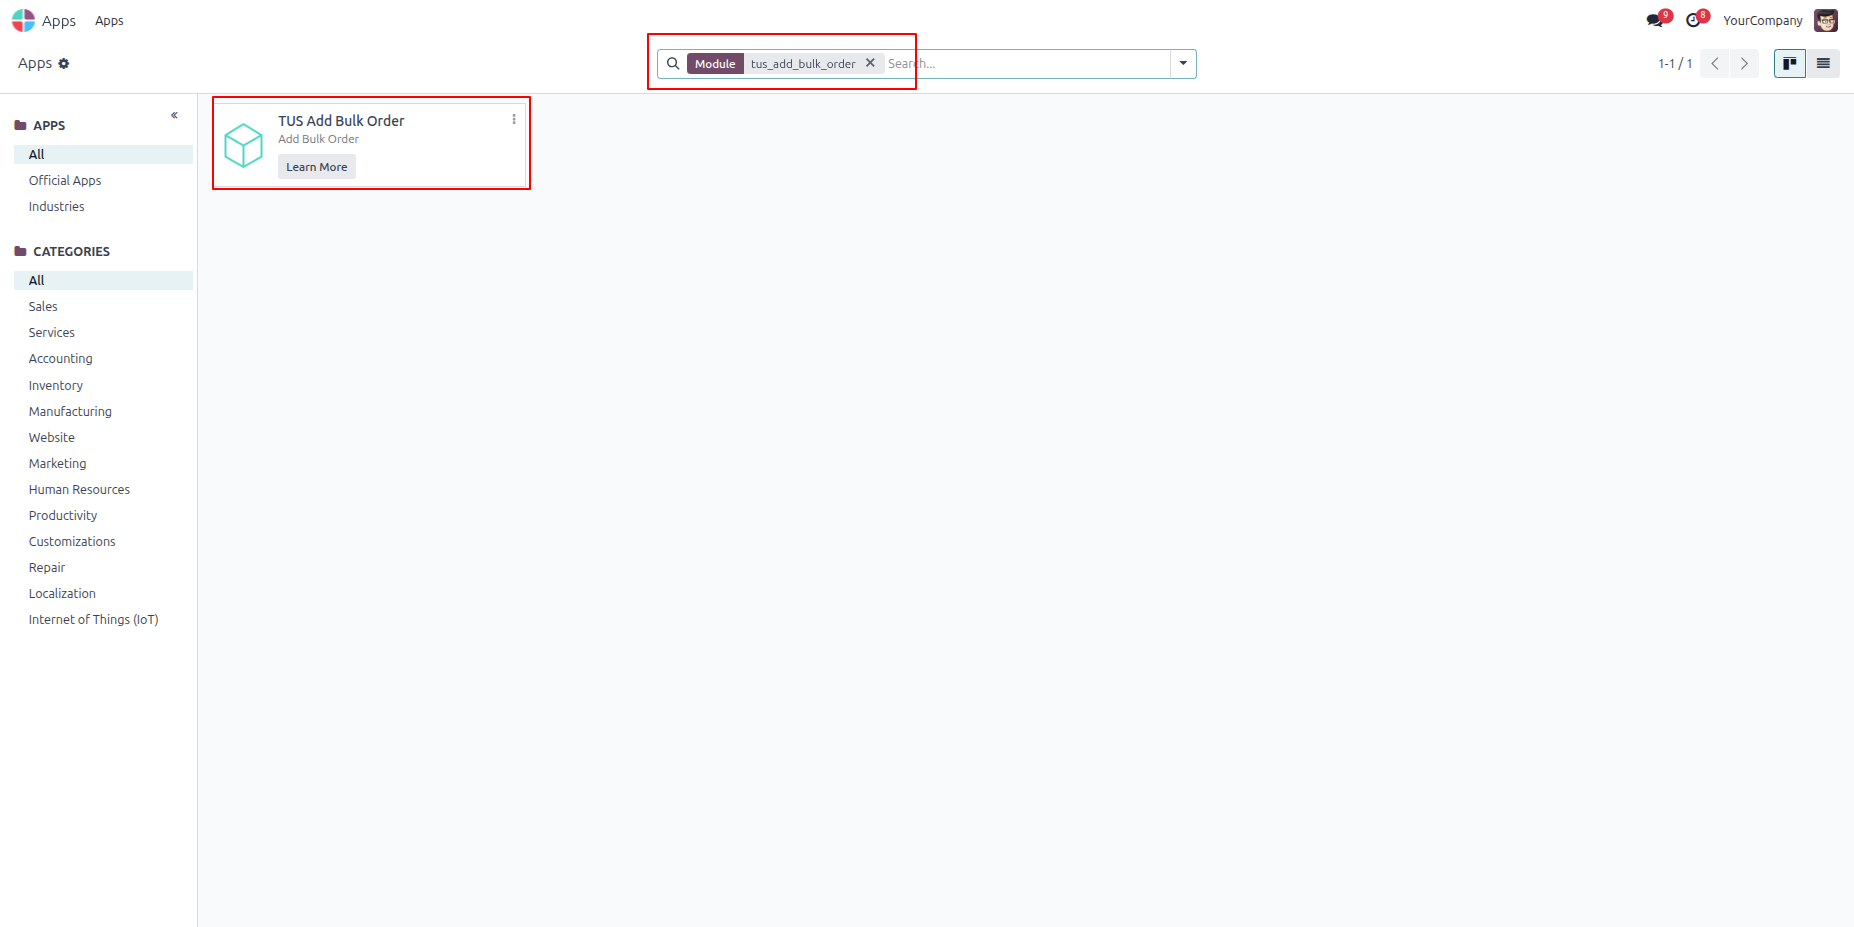 Apps Apps 9 8 YourCompany
Apps Module tus_add_bulk_order Search... 1-1 / 1
APPS
All
Official Apps
Industries
CATEGORIES
All
Sales
Services
Accounting
Inventory
Manufacturing
Website
Marketing
Human Resources
Productivity
Customizations
Repair
Localization
Internet of Things (IoT)
TUS Add Bulk Order
Add Bulk Order
Learn More